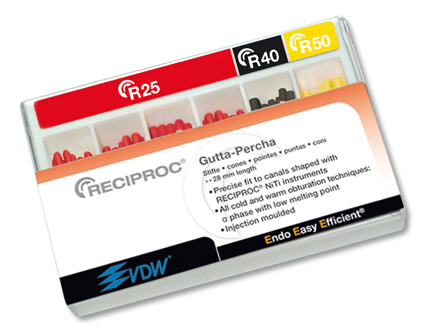 R25
R40
R50
RECIPROC®
Gutta-Percha
Stifte • cones • pointes • puntas • coni
28 mm length
• Precise fit to canals shaped with
RECIPROC® NiTi instruments
• All cold and warm obturation techniques:
α phase with low melting point
• Injection moulded
VDW®
Endo Easy Efficient®